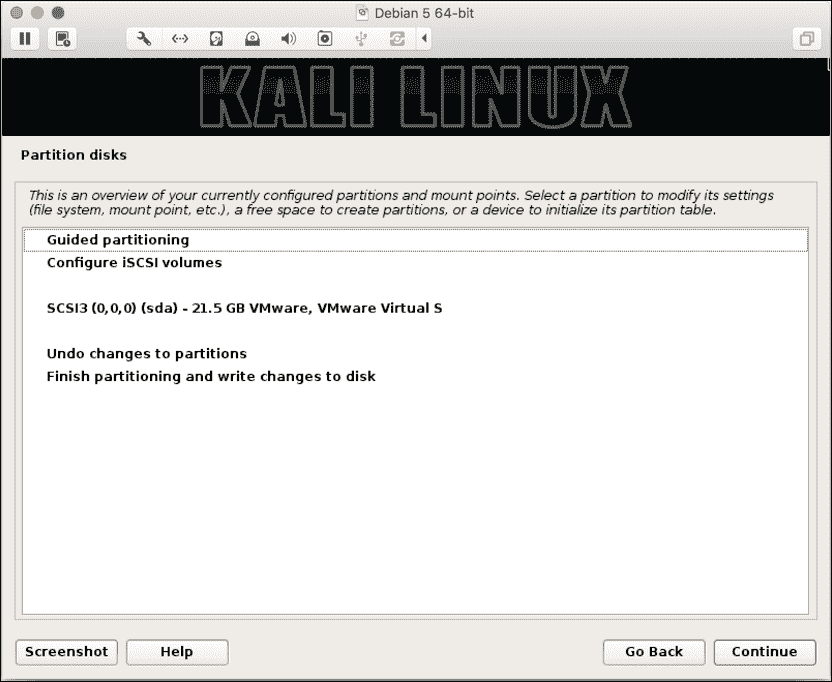 Debian 5 64-bit
KALI LINUX
Partition disks
This is an overview of your currently configured partitions and mount points. Select a partition to modify its settings
(file system, mount point, etc.), a free space to create partitions, or a device to initialize its partition table.
Guided partitioning
Configure iSCSI volumes
SCSI3 (0,0,0) (sda) - 21.5 GB VMware, VMware Virtual S
Undo changes to partitions
Finish partitioning and write changes to disk
Screenshot Help Go Back Continue